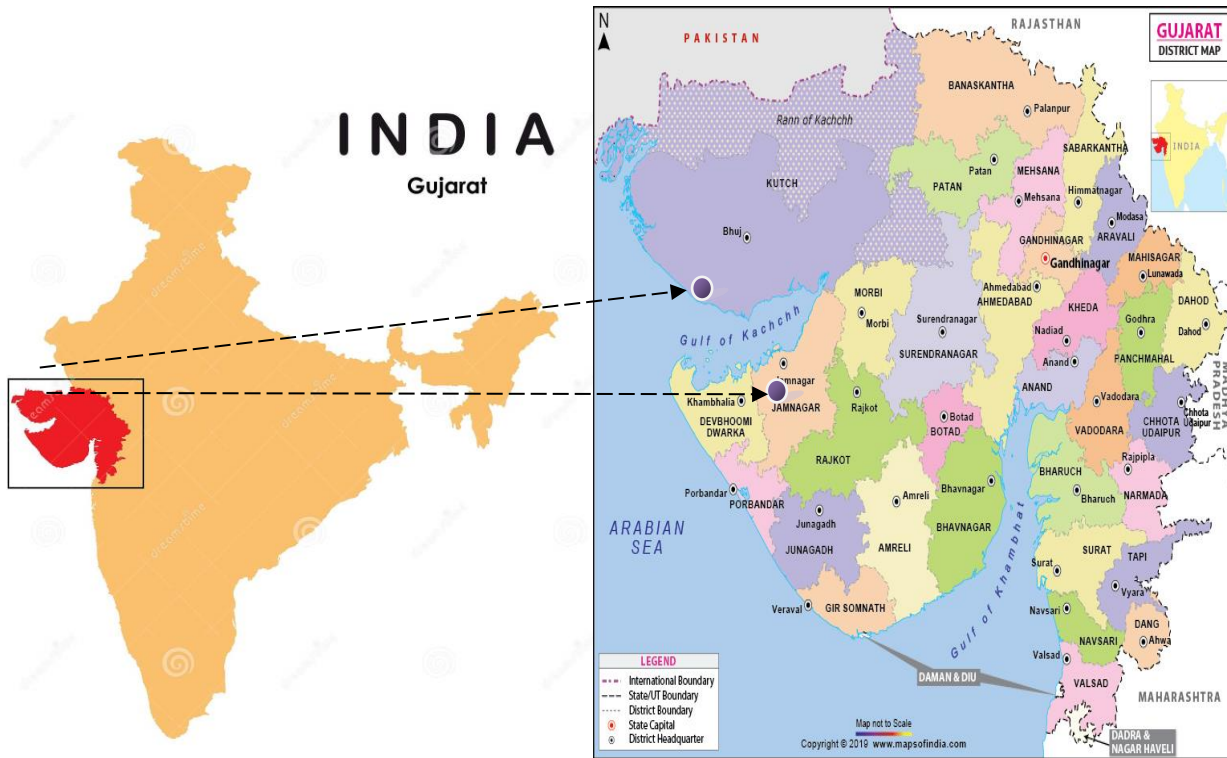 INDIA
Gujarat
N
PAKISTAN
RAJASTHAN
GUJARAT
DISTRICT MAP
INDIA
BANASKANTHA
Palanpur
Rann of Kachchh
SABARKANTHA
Patan
MEHSANA
KUTCH
PATAN
Mehsana
Himmatnagar
Modasa
Bhuj
GANDHINAGAR
ARAVALI
Gandhinagar
MAHISAGAR
Lunawada
Ahmedabad
AHMEDABAD
MORBI
KHEDA
DAHOD
Morbi
Surendranagar
Godhra
Dahod
Gulf of Kachchh
Nadiad
SURENDRANAGAR
Anand
PANCHMAHAL
MADHYA
PRADESH
Khambhalia
JAMNAGAR
Rajkot
ANAND
Vadodara
DEVBHOOMI
DWARKA
Botad
BOTAD
VADODARA
CHHOTA
UDAIPUR
Chhota
Udaipur
RAJKOT
Rajpipla
BHARUCH
Porbandar
PORBANDAR
Amreli
Bhavnagar
Bharuch
NARMADA
Junagadh
ARABIAN
SEA
JUNAGADH
AMRELI
BHAVNAGAR
Gulf of Khambhat
SURAT
TAPI
Surat
Vyara
Veraval
GIR SOMNATH
Navsari
DANG
NAVSARI
Ahwa
Valsad
DAMAN & DIU
VALSAD
MAHARASHTRA
LEGEND
International Boundary
State/UT Boundary
District Boundary
State Capital
District Headquarter
Map not to Scale
Copyright © 2019 www.mapsofindia.com
DADRA &
NAGAR HAVELI
dreamstime